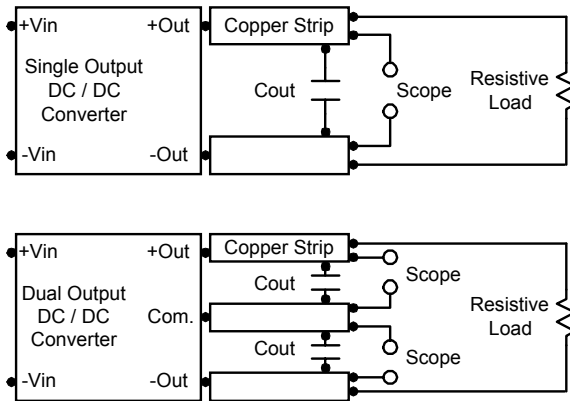 +Vin
+Out
Copper Strip
Single Output
DC / DC
Converter
Cout
Scope
Resistive
Load
-Vin
-Out
+Vin
+Out
Copper Strip
Scope
Cout
Dual Output
DC / DC
Converter
Com.
Resistive
Load
Cout
Scope
-Vin
-Out